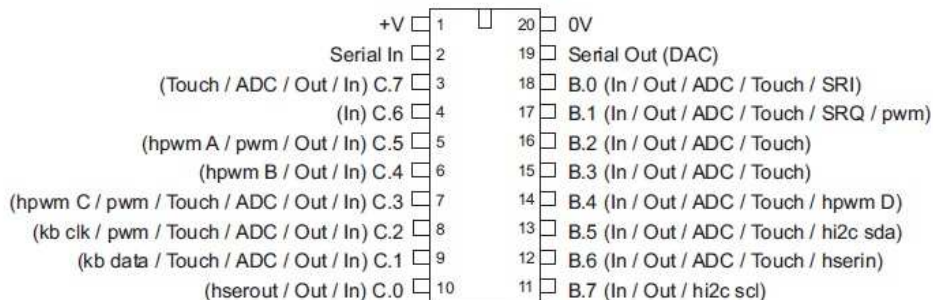 +V 1 20 0V
Serial In 2 19 Serial Out (DAC)
(Touch / ADC / Out / In) C.7 3 18 B.0 (In / Out / ADC / Touch / SRI)
(In) C.6 4 17 B.1 (In / Out / ADC / Touch / SRQ / pwm)
(hpwm A / pwm / Out / In) C.5 5 16 B.2 (In / Out / ADC / Touch)
(hpwm B / Out / In) C.4 6 15 B.3 (In / Out / ADC / Touch)
(hpwm C / pwm / Touch / ADC / Out / In) C.3 7 14 B.4 (In / Out / ADC / Touch / hpwm D)
(kb clk / pwm / Touch / ADC / Out / In) C.2 8 13 B.5 (In / Out / ADC / Touch / hi2c sda)
(kb data / Touch / ADC / Out / In) C.1 9 12 B.6 (In / Out / ADC / Touch / hserin)
(hserout / Out / In) C.0 10 11 B.7 (In / Out / hi2c scl)